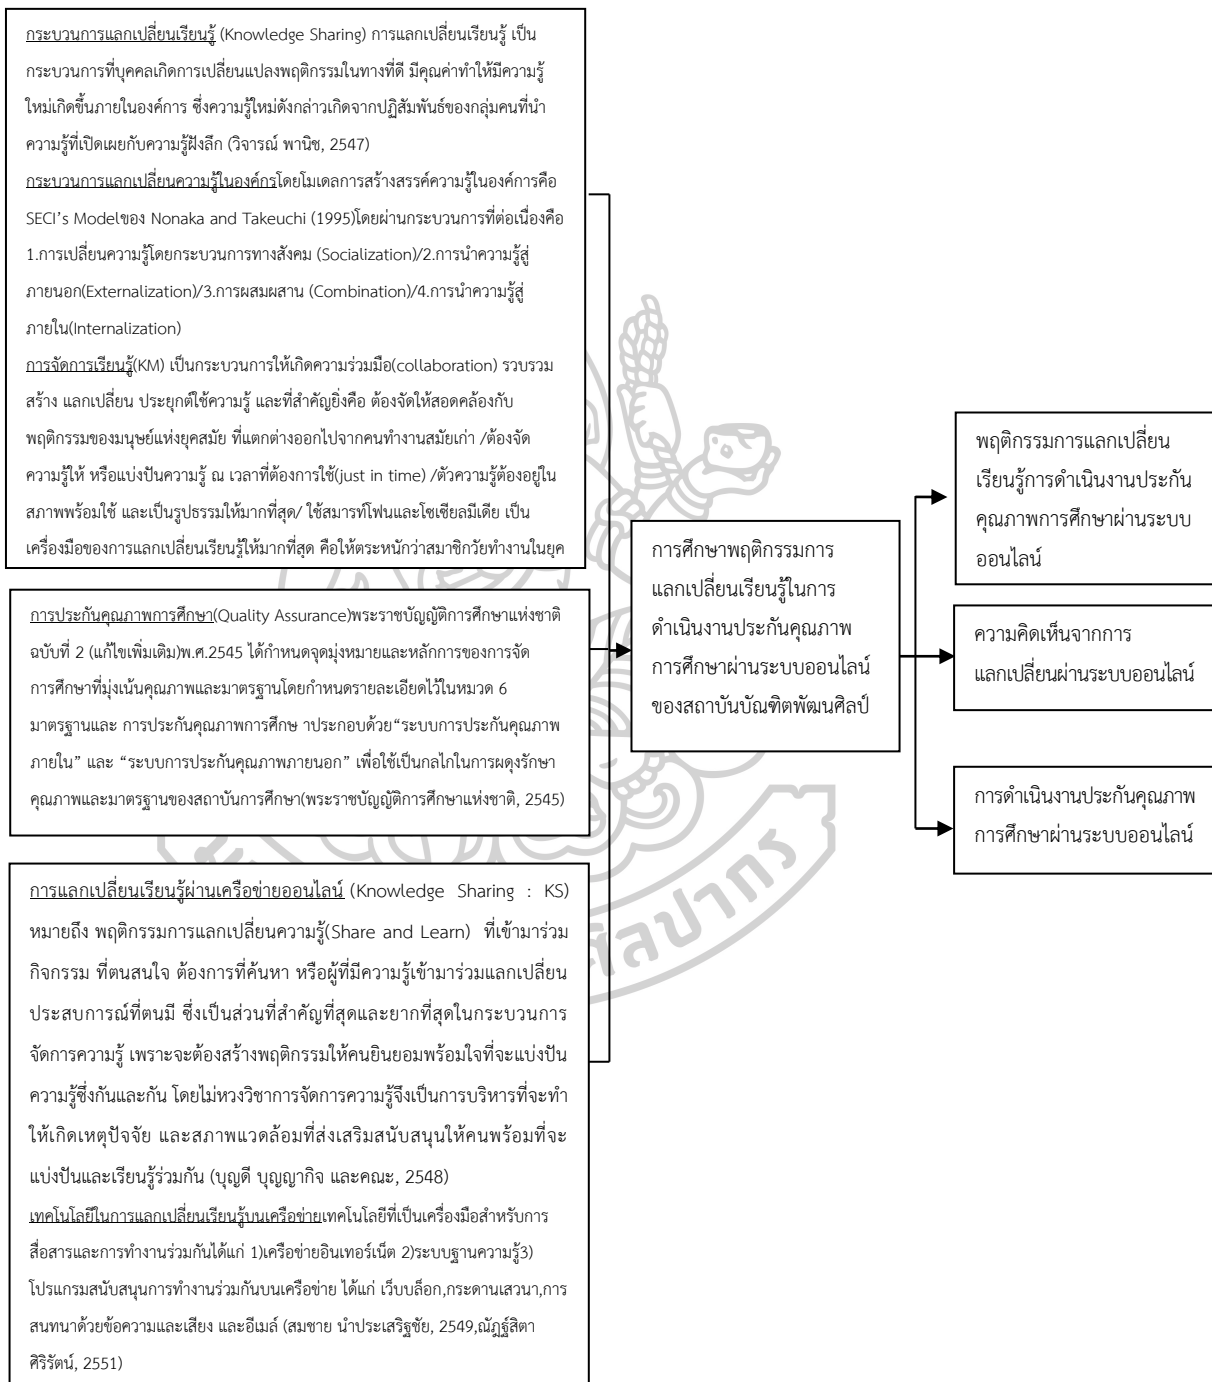 กระบวนการแลกเปลี่ยนเรียนรู้ (Knowledge Sharing) การแลกเปลี่ยนเรียนรู้ เป็น
กระบวนการที่บุคคลเกิดการเปลี่ยนแปลงพฤติกรรมในทางที่ดี มีคุณค่าทำให้มีความรู้
ใหม่เกิดขึ้นภายในองค์การ ซึ่งความรู้ใหม่ดังกล่าวเกิดจากปฏิสัมพันธ์ของกลุ่มคนที่นำ
ความรู้ที่เปิดเผยกับความรู้ฝังลึก (วิจารณ์ พานิช, 2547)
กระบวนการแลกเปลี่ยนความรู้ในองค์กรโดยโมเดลการสร้างสรรค์ความรู้ในองค์การคือ
SECI's Modelของ Nonaka and Takeuchi (1995)โดยผ่านกระบวนการที่ต่อเนื่องคือ
1.การเปลี่ยนความรู้โดยกระบวนการทางสังคม (Socialization)/2.การนำความรู้สู่
ภายนอก(Externalization)/3.การผสมผสาน (Combination)/4.การนำความรู้สู่
ภายใน(Internalization)
การจัดการเรียนรู้(KM) เป็นกระบวนการให้เกิดความร่วมมือ(collaboration) รวบรวม
สร้าง แลกเปลี่ยน ประยุกต์ใช้ความรู้ และที่สำคัญยิ่งคือ ต้องจัดให้สอดคล้องกับ
พฤติกรรมของมนุษย์แห่งยุคสมัย ที่แตกต่างออกไปจากคนทำงานสมัยเก่า /ต้องจัด
ความรู้ให้ หรือแบ่งปันความรู้ ณ เวลาที่ต้องการใช้(just in time) /ตัวความรู้ต้องอยู่ใน
สภาพพร้อมใช้ และเป็นรูปธรรมให้มากที่สุด/ ใช้สมาร์ทโฟนและโซเชียลมีเดีย เป็น
เครื่องมือของการแลกเปลี่ยนเรียนรู้ให้มากที่สุด คือให้ตระหนักว่าสมาชิกวัยทำงานในยุค
การประกันคุณภาพการศึกษา(Quality Assurance)พระราชบัญญัติการศึกษาแห่งชาติ
ฉบับที่ 2 (แก้ไขเพิ่มเติม)พ.ศ.2545 ได้กำหนดจุดมุ่งหมายและหลักการของการจัด
การศึกษาที่มุ่งเน้นคุณภาพและมาตรฐานโดยกำหนดรายละเอียดไว้ในหมวด 6
มาตรฐานและ การประกันคุณภาพการศึกษ าประกอบด้วย“ระบบการประกันคุณภาพ
ภายใน” และ “ระบบการประกันคุณภาพภายนอก” เพื่อใช้เป็นกลไกในการผดุงรักษา
คุณภาพและมาตรฐานของสถาบันการศึกษา(พระราชบัญญัติการศึกษาแห่งชาติ, 2545)
การแลกเปลี่ยนเรียนรู้ผ่านเครือข่ายออนไลน์ (Knowledge Sharing : KS)
หมายถึง พฤติกรรมการแลกเปลี่ยนความรู้(Share and Learn) ที่เข้ามาร่วม
กิจกรรม ที่ตนสนใจ ต้องการที่ค้นหา หรือผู้ที่มีความรู้เข้ามาร่วมแลกเปลี่ยน
ประสบการณ์ที่ตนมี ซึ่งเป็นส่วนที่สำคัญที่สุดและยากที่สุดในกระบวนการ
จัดการความรู้ เพราะจะต้องสร้างพฤติกรรมให้คนยินยอมพร้อมใจที่จะแบ่งปัน
ความรู้ซึ่งกันและกัน โดยไม่หวงวิชาการจัดการความรู้จึงเป็นการบริหารที่จะทำ
ให้เกิดเหตุปัจจัย และสภาพแวดล้อมที่ส่งเสริมสนับสนุนให้คนพร้อมที่จะ
แบ่งปันและเรียนรู้ร่วมกัน (บุญดี บุญญากิจ และคณะ, 2548)
เทคโนโลยีในการแลกเปลี่ยนเรียนรู้บนเครือข่ายเทคโนโลยีที่เป็นเครื่องมือสำหรับการ
สื่อสารและการทำงานร่วมกันได้แก่ 1)เครือข่ายอินเทอร์เน็ต 2)ระบบฐานความรู้3)
โปรแกรมสนับสนุนการทำงานร่วมกันบนเครือข่าย ได้แก่ เว็บบล็อก,กระดานเสวนา,การ
สนทนาด้วยข้อความและเสียง และอีเมล์ (สมชาย นำประเสริฐชัย, 2549,ณัฏฐ์สิตา
ศิริรัตน์, 2551)
การศึกษาพฤติกรรมการ
แลกเปลี่ยนเรียนรู้ในการ
ดำเนินงานประกันคุณภาพ
การศึกษาผ่านระบบออนไลน์
ของสถาบันบัณฑิตพัฒนศิลป์
พฤติกรรมการแลกเปลี่ยน
เรียนรู้การดำเนินงานประกัน
คุณภาพการศึกษาผ่านระบบ
ออนไลน์
ความคิดเห็นจากการ
แลกเปลี่ยนผ่านระบบออนไลน์
การดำเนินงานประกันคุณภาพ
การศึกษาผ่านระบบออนไลน์
ศิลปากร